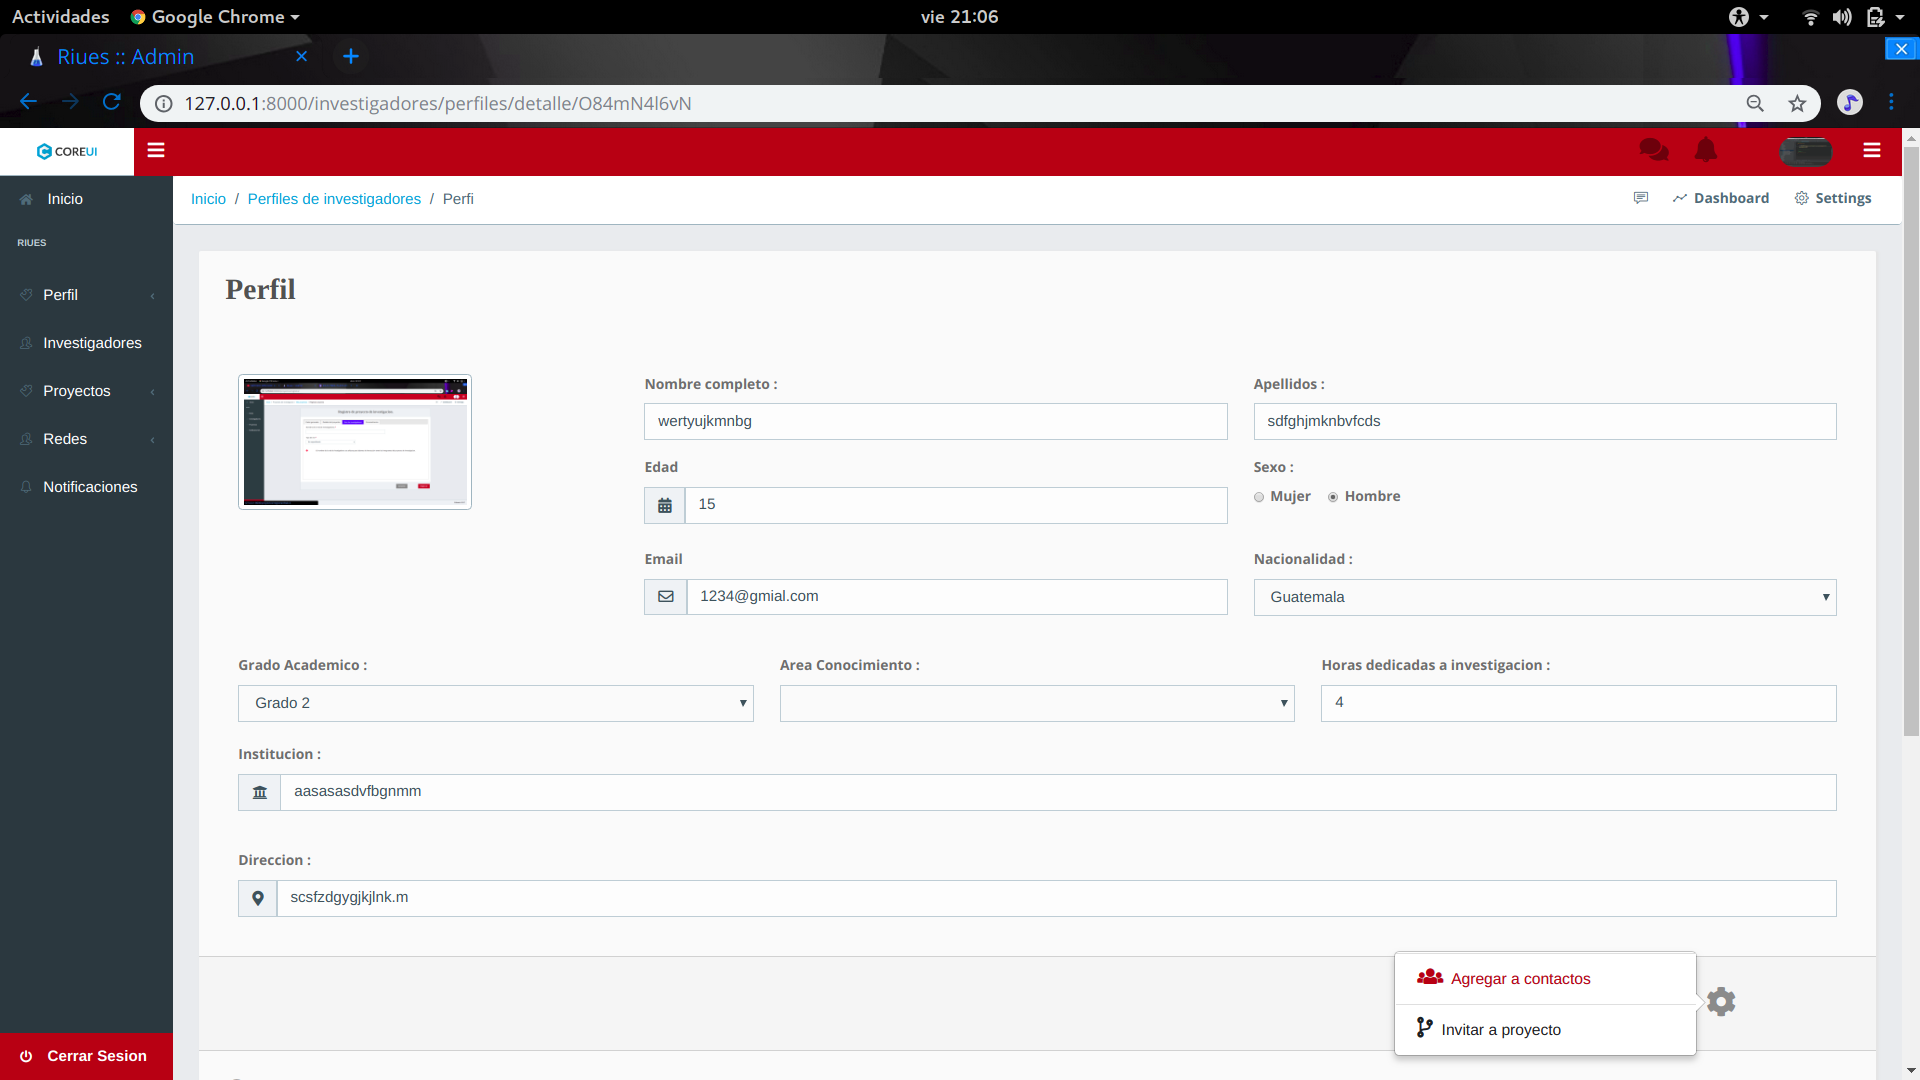 Actividades Google Chrome vie 21:06
Riues :: Admin
127.0.0.1:8000/investigadores/perfiles/detalle/O84mN4l6vN
COREUI
Inicio
Inicio / Perfiles de investigadores / Perfi
Dashboard Settings
RIUES
Perfil
Investigadores
Proyectos
Redes
Notificaciones
Cerrar Sesion
Perfil
Nombre completo : Apellidos :
wertyujkmnbg sdfghjmknbvfcds
Edad Sexo :
15 Mujer Hombre
Email Nacionalidad :
1234@gmial.com Guatemala
Grado Academico : Area Conocimiento : Horas dedicadas a investigacion :
Grado 2 4
Institucion :
aasasasdvfbgnmm
Direccion :
scsfzdgygjkjlnk.m
Agregar a contactos
Invitar a proyecto